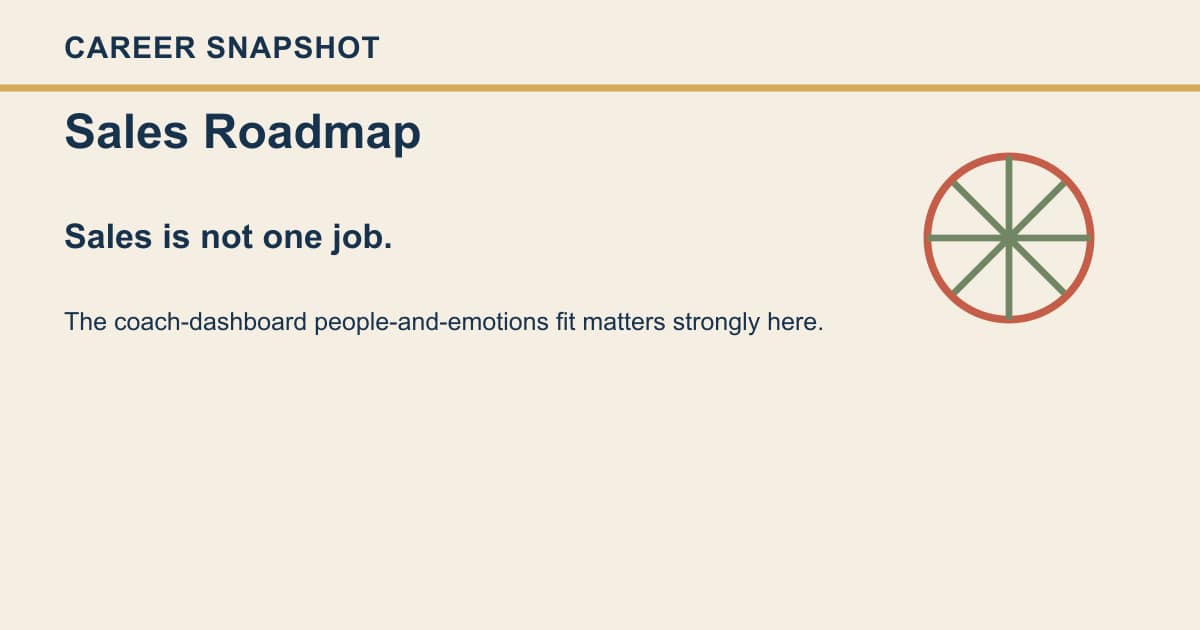 CAREER SNAPSHOT
Sales Roadmap
Sales is not one job.
The coach-dashboard people-and-emotions fit matters strongly here.